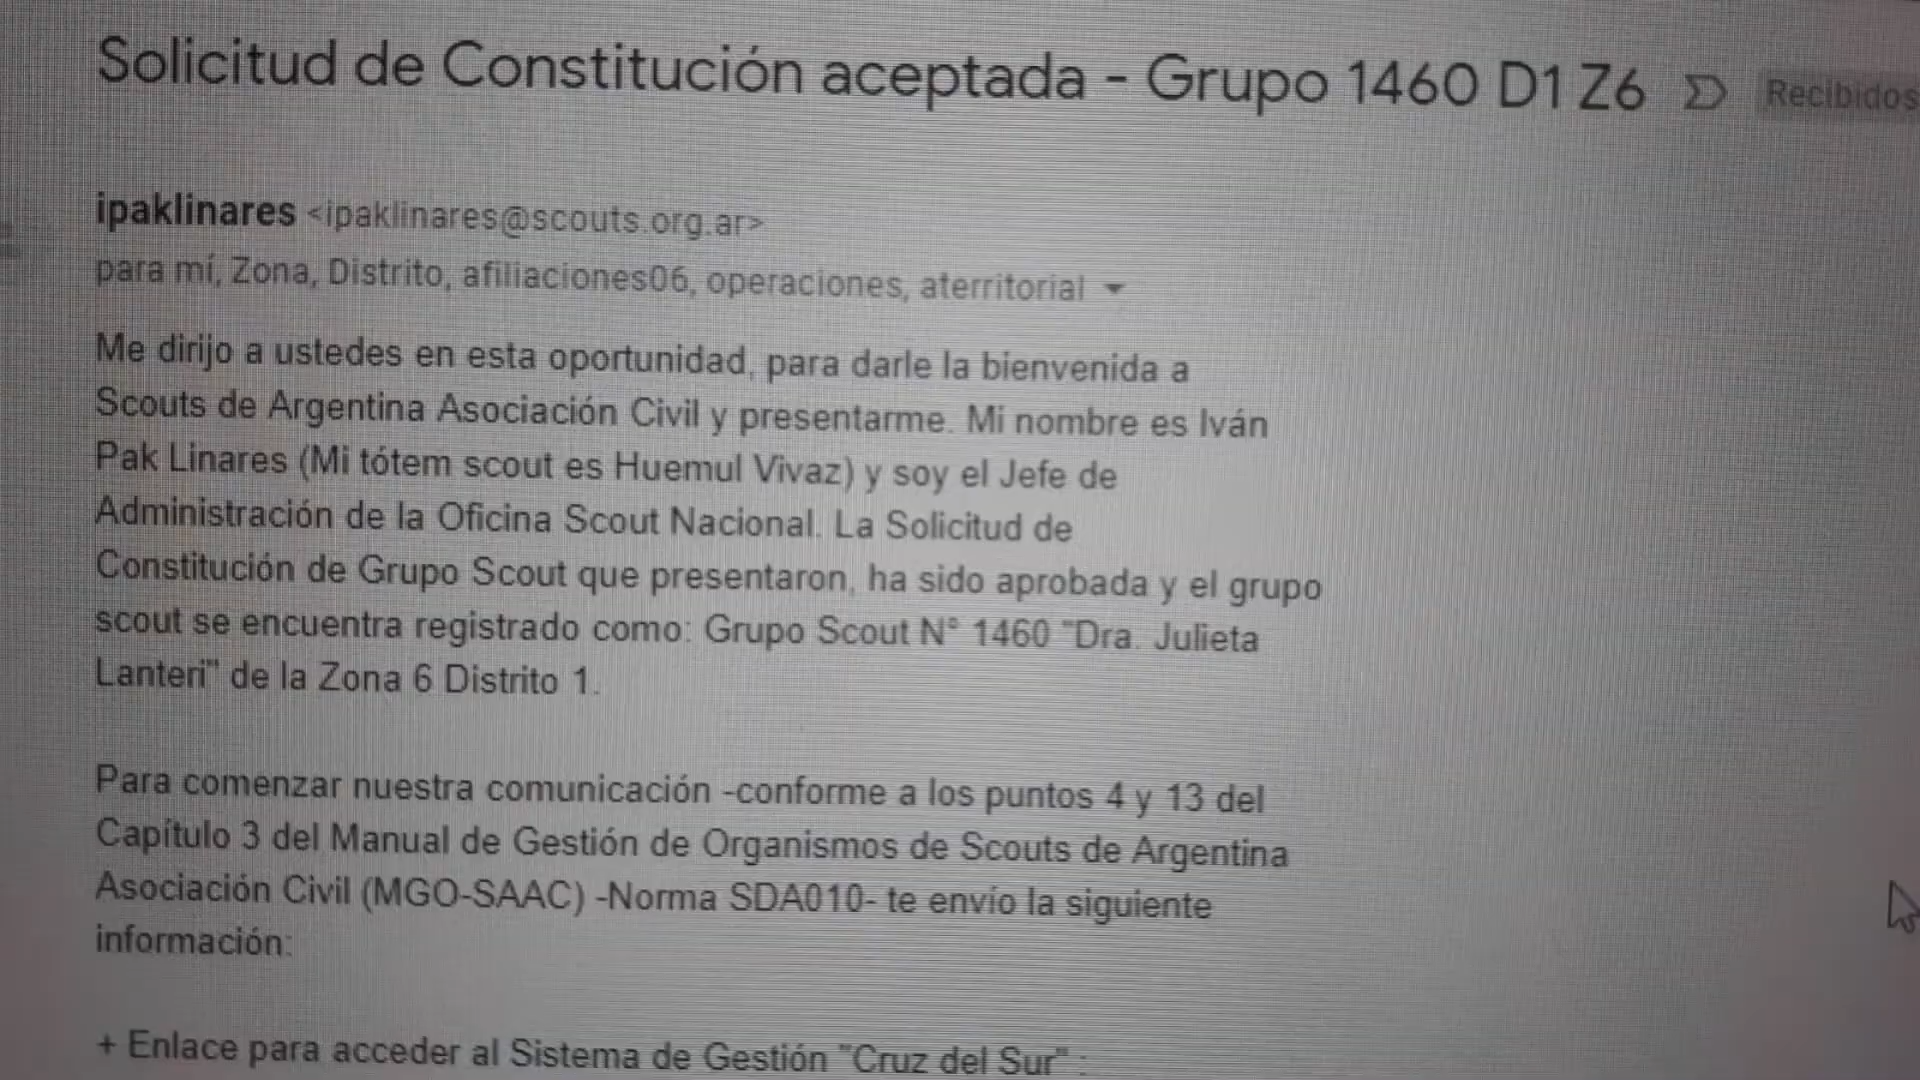 Solicitud de Constitución aceptada - Grupo 1460 D1 Z6 Recibidos
ipaklinares <ipaklinares@scouts.org.ar>
para mí, Zona, Distrito, afiliaciones06, operaciones, aterritorial
Me dirijo a ustedes en esta oportunidad, para darle la bienvenida a
Scouts de Argentina Asociación Civil y presentarme. Mi nombre es Iván
Pak Linares (Mi tótem scout es Huemul Vivaz) y soy el Jefe de
Administración de la Oficina Scout Nacional. La Solicitud de
Constitución de Grupo Scout que presentaron, ha sido aprobada y el grupo
scout se encuentra registrado como: Grupo Scout N° 1460 "Dra. Julieta
Lanteri" de la Zona 6 Distrito 1.
Para comenzar nuestra comunicación -conforme a los puntos 4 y 13 del
Capítulo 3 del Manual de Gestión de Organismos de Scouts de Argentina
Asociación Civil (MGO-SAAC) -Norma SDA010- te envío la siguiente
información:
+ Enlace para acceder al Sistema de Gestión "Cruz del Sur" :